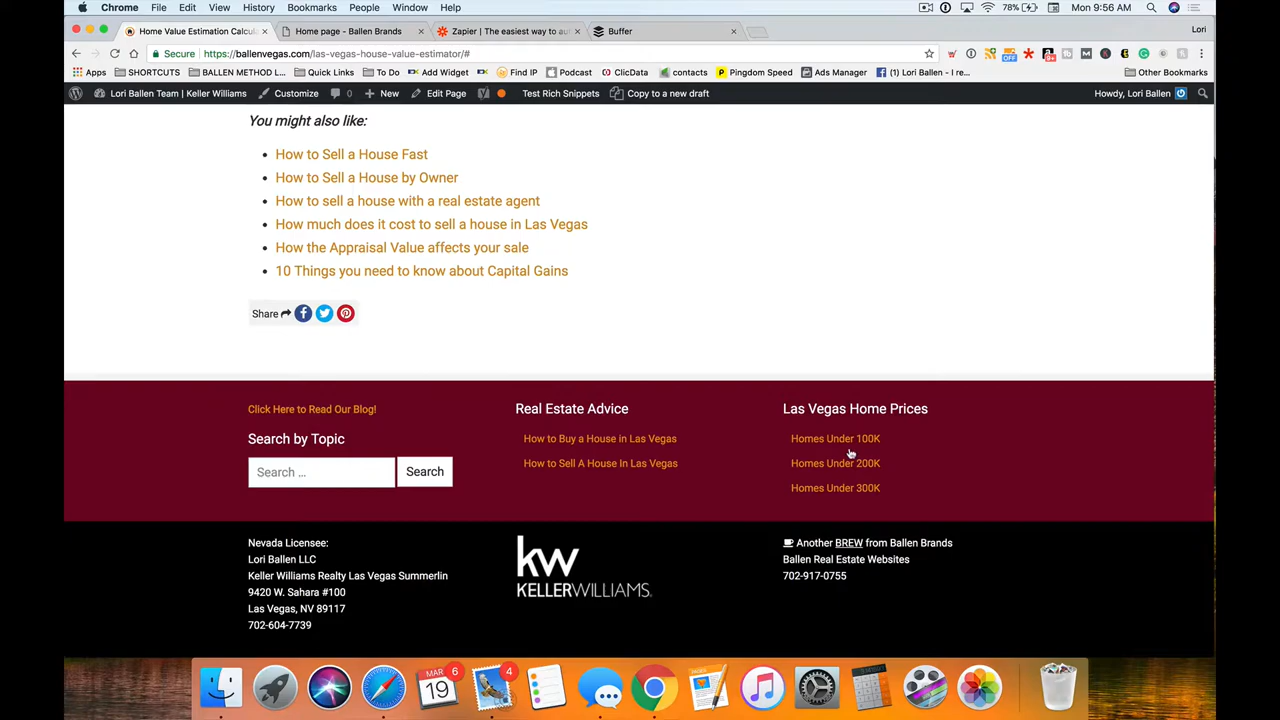 Chrome File Edit View History Bookmarks People Window Help 78% Mon 9:56 AM
Home Value Estimation Calcul Home page - Ballen Brands Zapier | The easiest way to aut Buffer Lori
Secure https://ballenvegas.com/las-vegas-house-value-estimator/#
Apps SHORTCUTS BALLEN METHOD L... Quick Links To Do Add Widget Find IP Podcast ClicData contacts Pingdom Speed Ads Manager (1) Lori Ballen - I re... Other Bookmarks
Lori Ballen Team | Keller Williams Customize 0 New Edit Page Test Rich Snippets Copy to a new draft Howdy, Lori Ballen
You might also like:
How to Sell a House Fast
How to Sell a House by Owner
How to sell a house with a real estate agent
How much does it cost to sell a house in Las Vegas
How the Appraisal Value affects your sale
10 Things you need to know about Capital Gains
Share
Click Here to Read Our Blog!
Search by Topic
Search ... Search
Real Estate Advice
How to Buy a House in Las Vegas
How to Sell A House In Las Vegas
Las Vegas Home Prices
Homes Under 100K
Homes Under 200K
Homes Under 300K
Nevada Licensee:
Lori Ballen LLC
Keller Williams Realty Las Vegas Summerlin
9420 W. Sahara #100
Las Vegas, NV 89117
702-604-7739
kw
KELLERWILLIAMS.
Another BREW from Ballen Brands
Ballen Real Estate Websites
702-917-0755
MAR 6 4
19